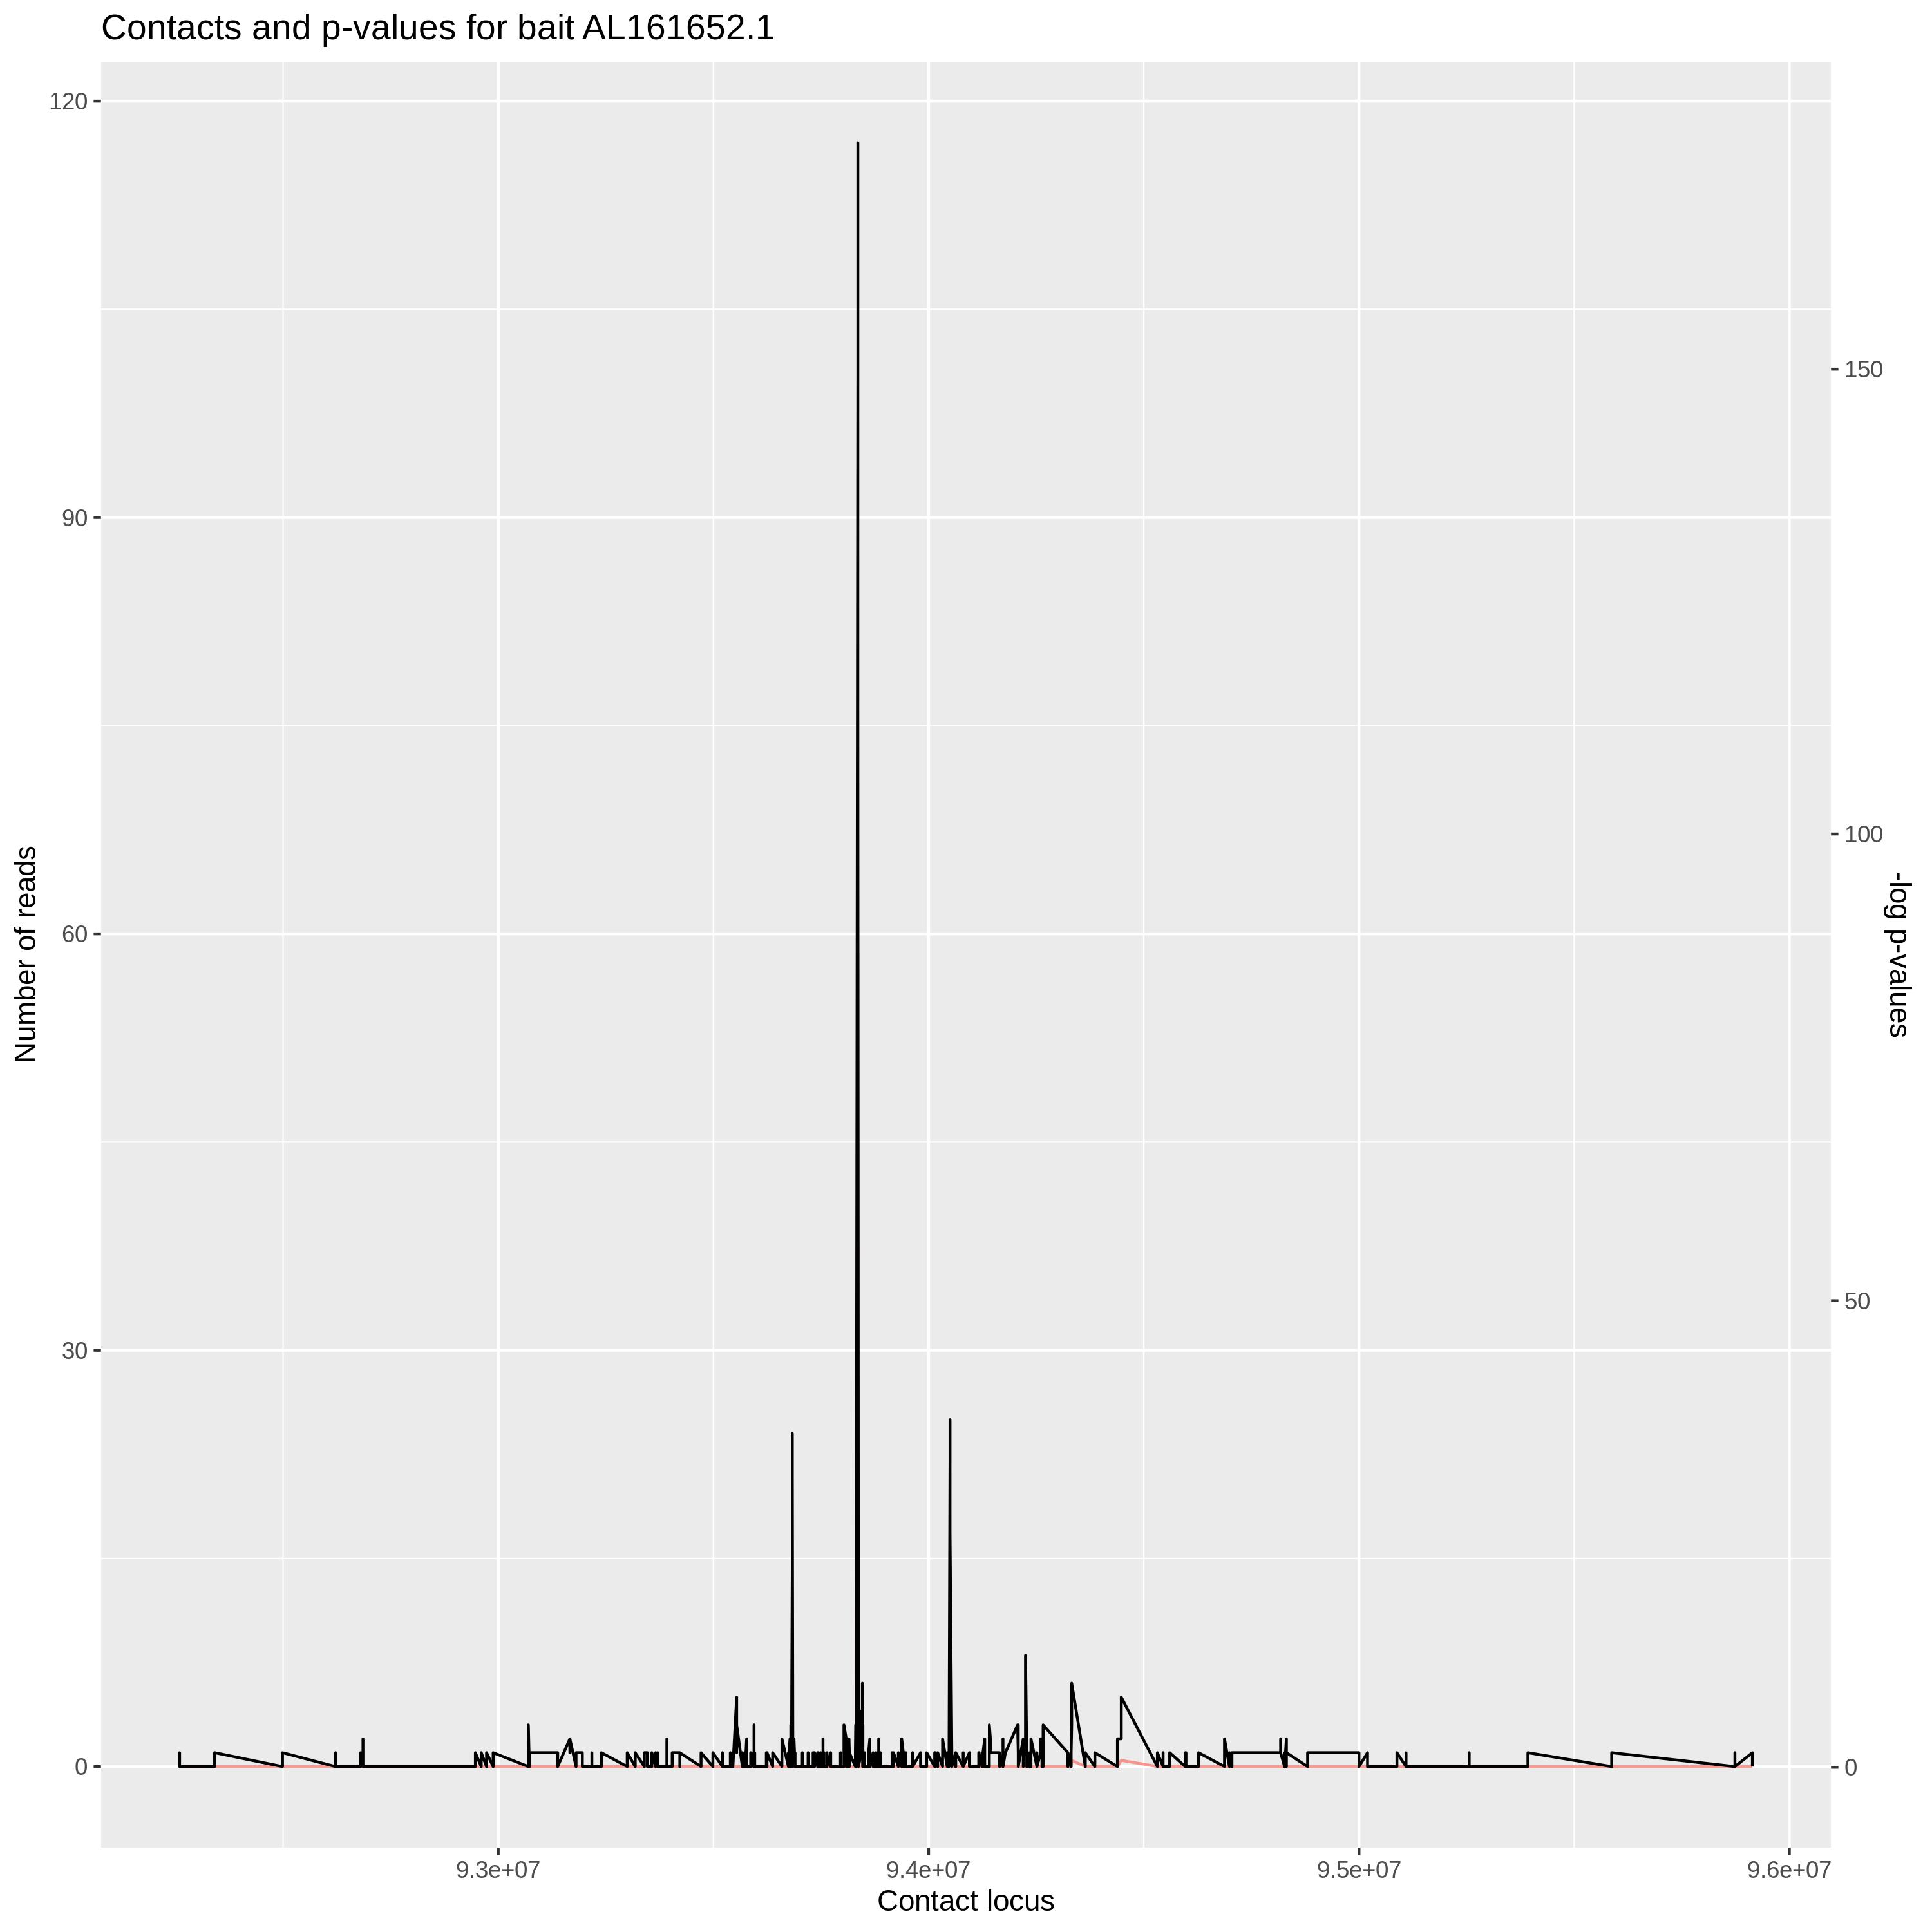 Contacts and p-values for bait AL161652.1
120
90
60
30
0
Number of reads
150
100
50
0
-log p-values
9.3e+07
9.4e+07
9.5e+07
9.6e+07
Contact locus